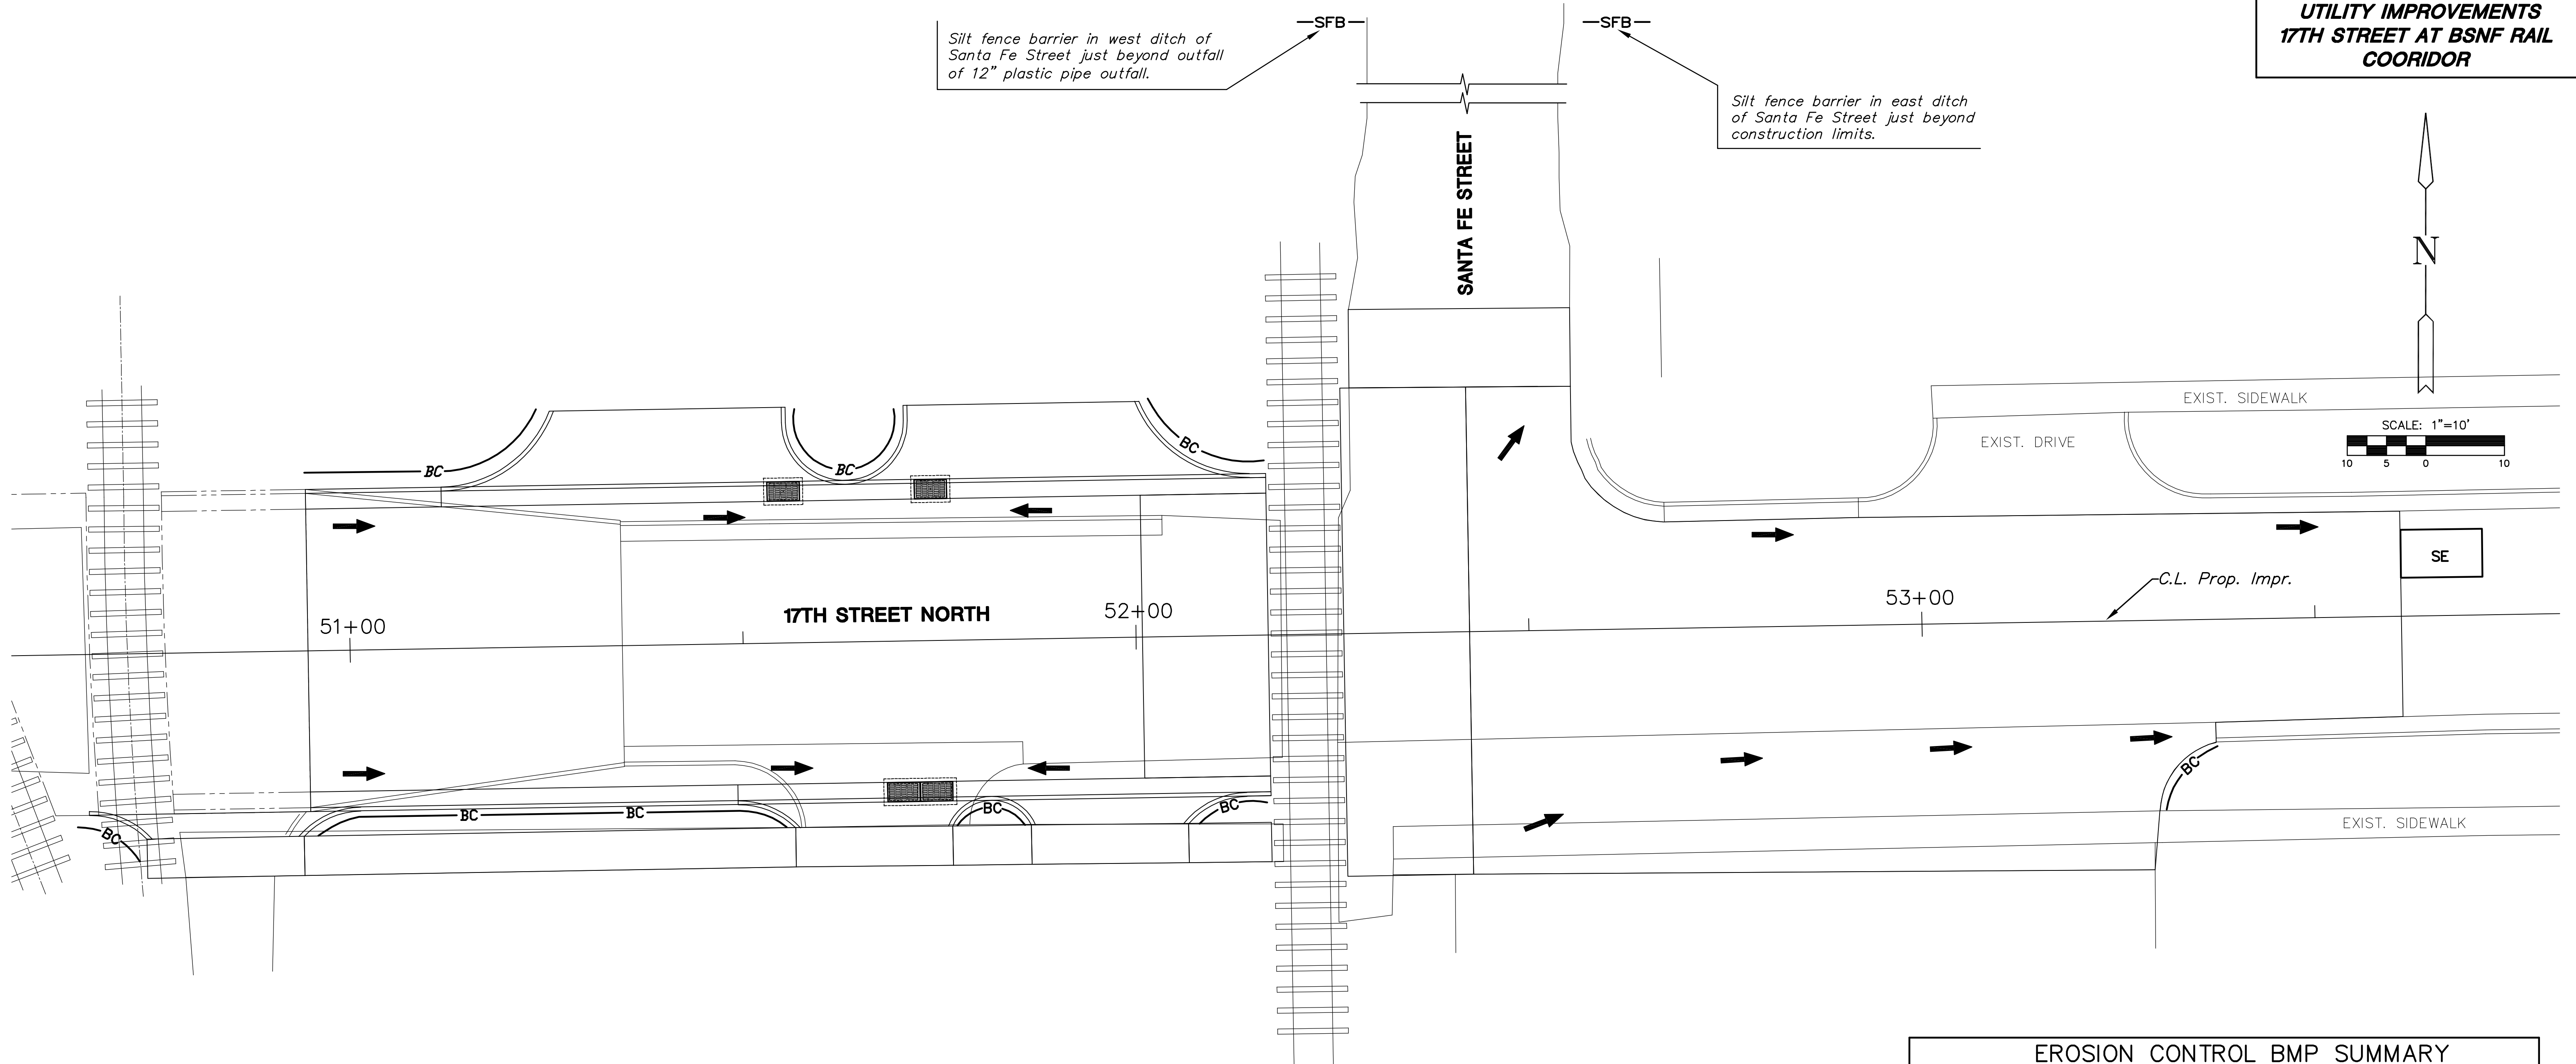 —SFB—
—SFB—
UTILITY IMPROVEMENTS
17TH STREET AT BSNF RAIL
COORIDOR
Silt fence barrier in west ditch of
Santa Fe Street just beyond outfall
of 12" plastic pipe outfall.
Silt fence barrier in east ditch
of Santa Fe Street just beyond
construction limits.
SANTA FE STREET
N
EXIST. SIDEWALK
SCALE: 1"=10'
10 5 0 10
EXIST. DRIVE
BC
BC
BC
SE
C.L. Prop. Impr.
17TH STREET NORTH
51+00
52+00
53+00
BC
BC
BC
BC
BC
BC
EXIST. SIDEWALK
EROSION CONTROL BMP SUMMARY